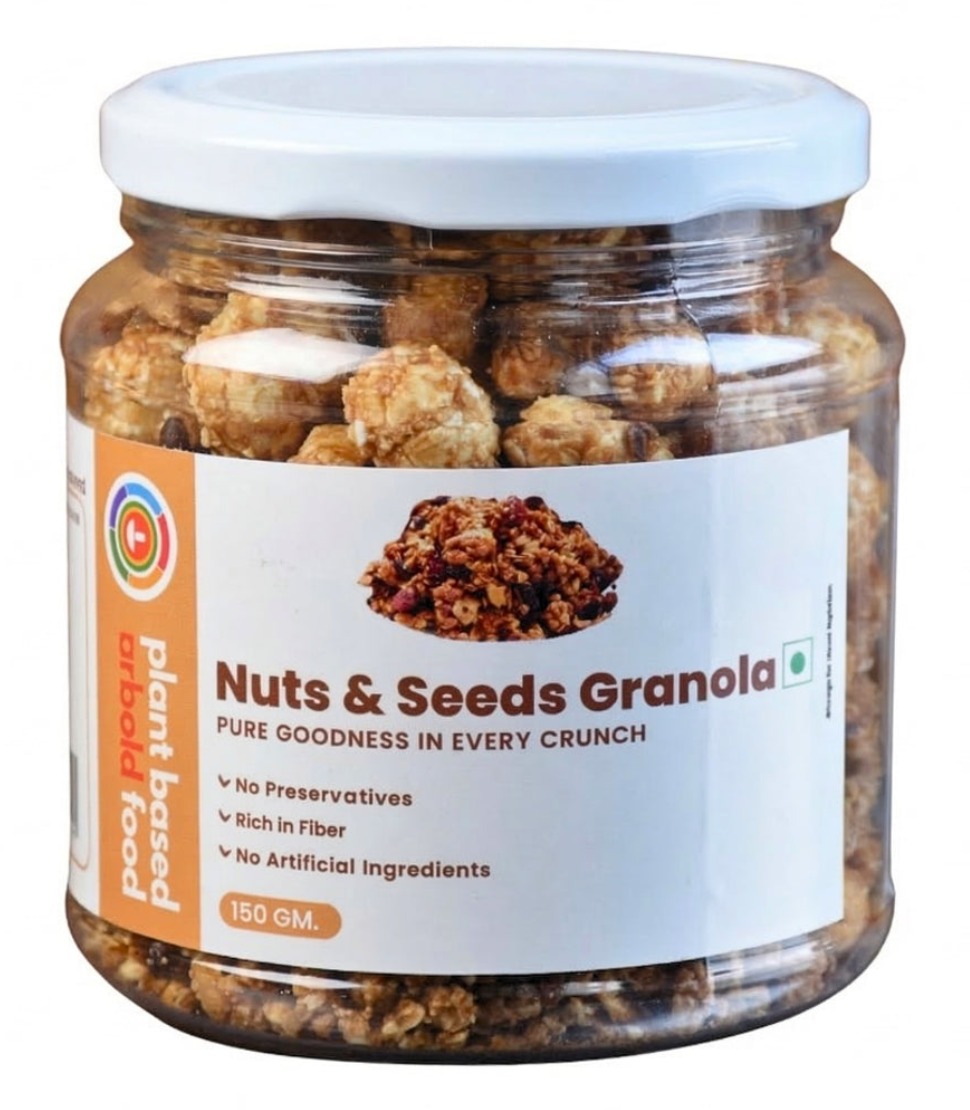 plant based
arbold food
Nuts & Seeds Granola
PURE GOODNESS IN EVERY CRUNCH
No Preservatives
Rich in Fiber
No Artificial Ingredients
150 GM.